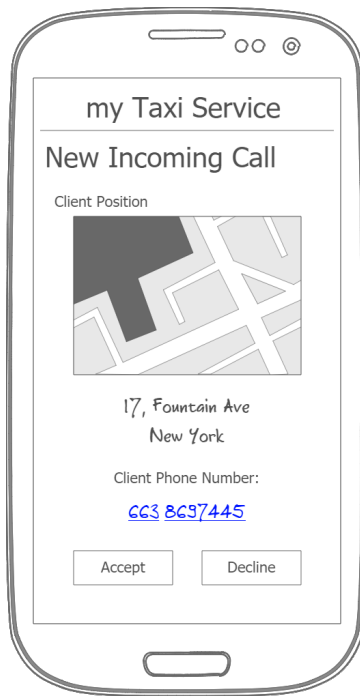 my Taxi Service
New Incoming Call
Client Position
17, Fountain Ave
New York
Client Phone Number:
663 8697445
Accept
Decline